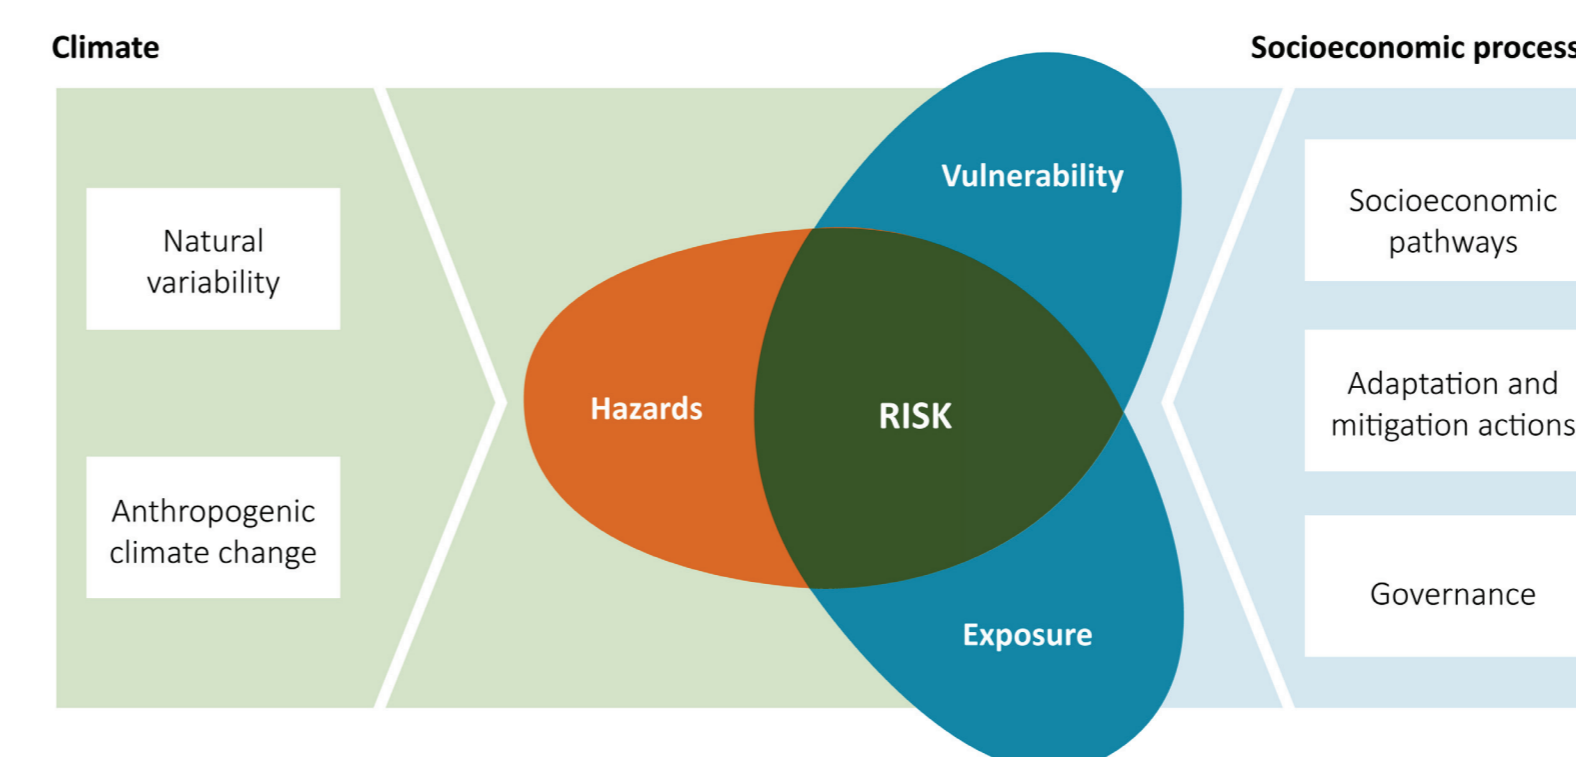 Climate
Socioeconomic process
Natural
variability
Anthropogenic
climate change
Hazards
RISK
Vulnerability
Exposure
Socioeconomic
pathways
Adaptation and
mitigation actions
Governance